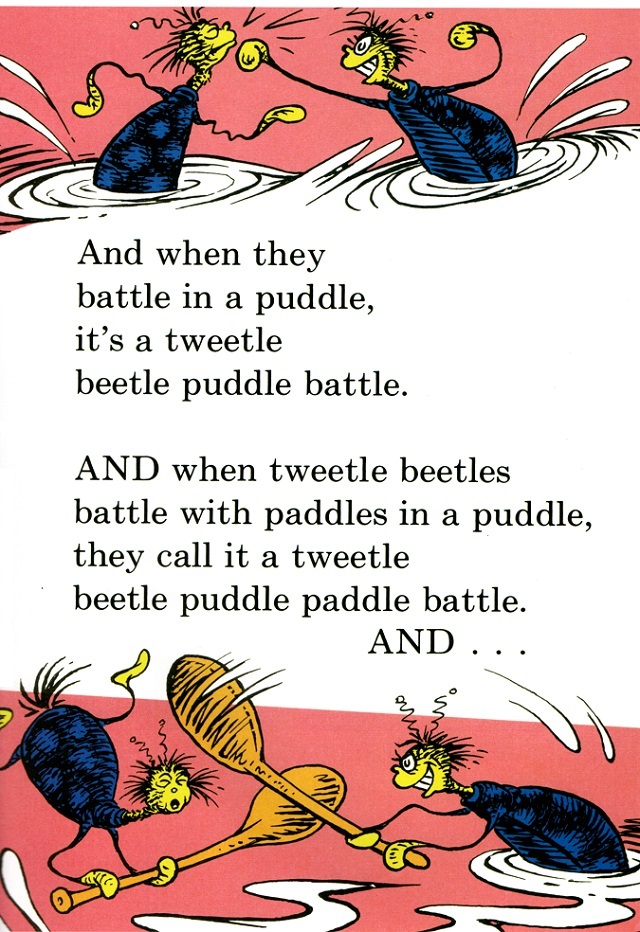 And when they
battle in a puddle,
it's a tweetle
beetle puddle battle.
AND when tweetle beetles
battle with paddles in a puddle,
they call it a tweetle
beetle puddle paddle battle.
AND . . .